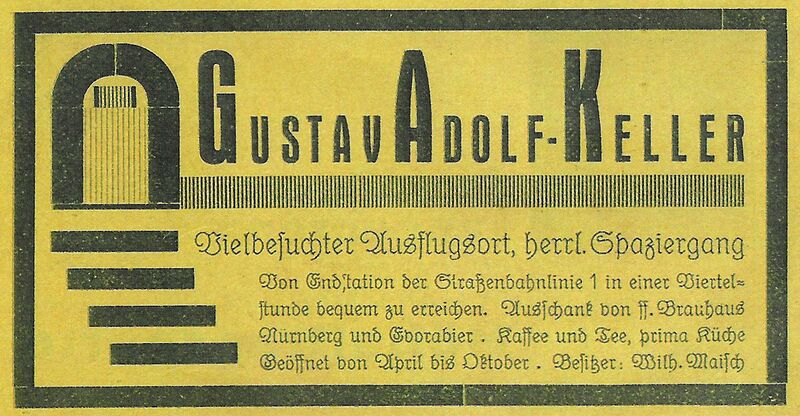 GUSTAV ADOLF-KELLER
Vielbesuchter Ausflugsort, herrl. Spaziergang
Von Endstation der Straßenbahnlinie 1 in einer Viertel=
stunde bequem zu erreichen. Ausschank von ff. Brauhaus
Nürnberg und Evorabier. Kaffee und Tee, prima Küche
Geöffnet von April bis Oktober. Besitzer: Wilh. Maisch